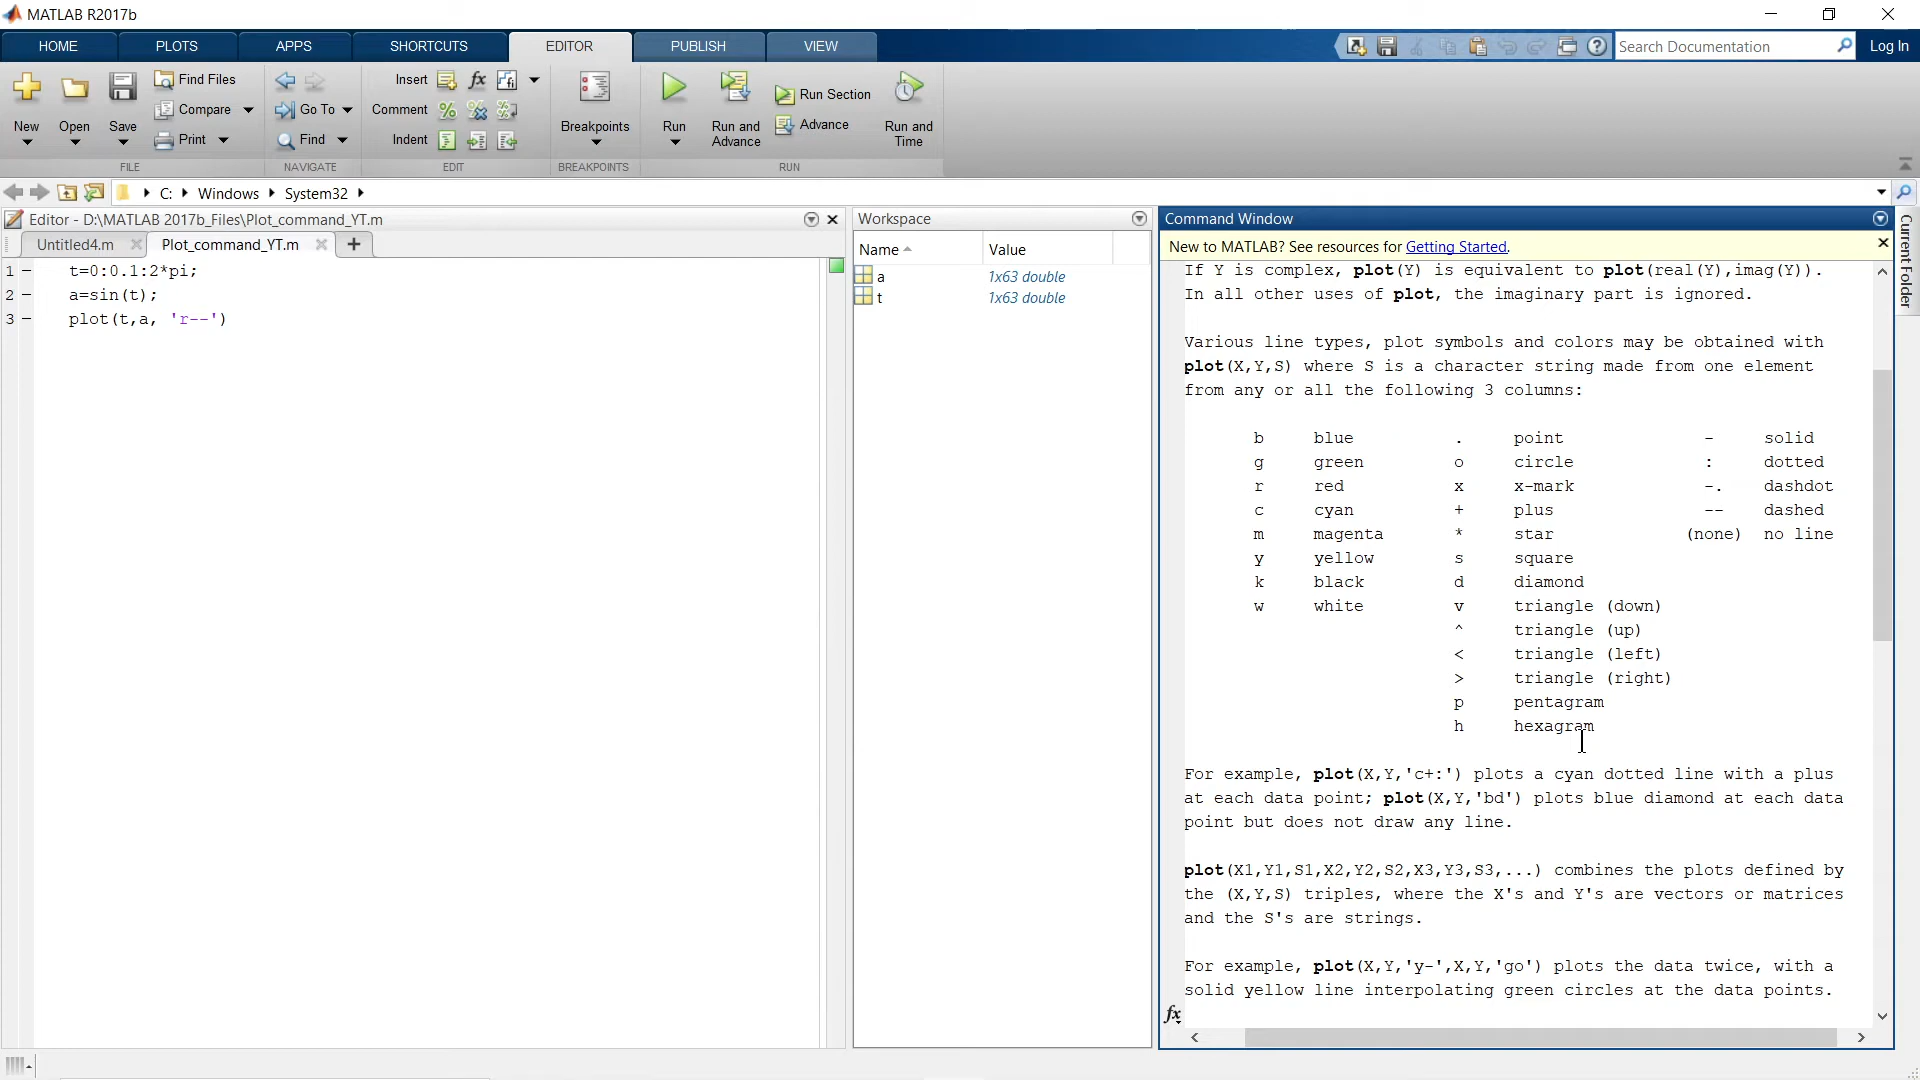 MATLAB R2017b
HOME PLOTS APPS SHORTCUTS EDITOR PUBLISH VIEW
Search Documentation Log In
New Open Save
Find Files
Compare
Print
FILE
Go To
Find
NAVIGATE
Insert fx
Comment
Indent
EDIT
Breakpoints
BREAKPOINTS
Run
Run and Advance
Run Section
Advance
Run and Time
RUN
C: Windows System32
Editor - D:\MATLAB 2017b_Files\Plot_command_YT.m
Untitled4.m Plot_command_YT.m
1 – t=0:0.1:2*pi;
2 – a=sin(t);
3 – plot(t,a, 'r--')
Workspace
Name Value
a 1x63 double
t 1x63 double
Command Window
New to MATLAB? See resources for Getting Started.
If Y is complex, plot(Y) is equivalent to plot(real(Y),imag(Y)).
In all other uses of plot, the imaginary part is ignored.
Various line types, plot symbols and colors may be obtained with
plot(X,Y,S) where S is a character string made from one element
from any or all the following 3 columns:
b blue . point - solid
g green o circle : dotted
r red x x-mark -. dashdot
c cyan + plus -- dashed
m magenta * star (none) no line
y yellow s square
k black d diamond
w white v triangle (down)
^ triangle (up)
< triangle (left)
> triangle (right)
p pentagram
h hexagram
For example, plot(X,Y,'c+:') plots a cyan dotted line with a plus
at each data point; plot(X,Y,'bd') plots blue diamond at each data
point but does not draw any line.
plot(X1,Y1,S1,X2,Y2,S2,X3,Y3,S3,...) combines the plots defined by
the (X,Y,S) triples, where the X's and Y's are vectors or matrices
and the S's are strings.
For example, plot(X,Y,'y-',X,Y,'go') plots the data twice, with a
solid yellow line interpolating green circles at the data points.
fx
Current Folder